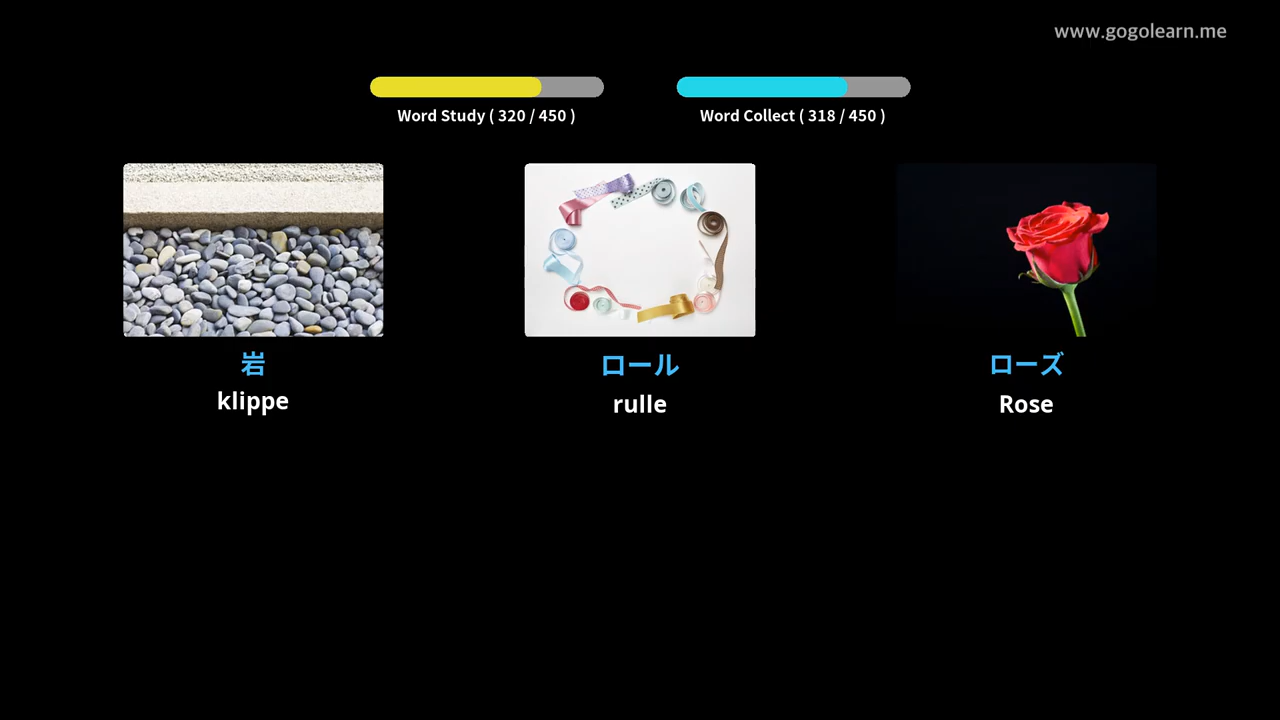 www.gogolearn.me
Word Study ( 320 / 450 )
Word Collect ( 318 / 450 )
岩
klippe
ロール
rulle
ローズ
Rose